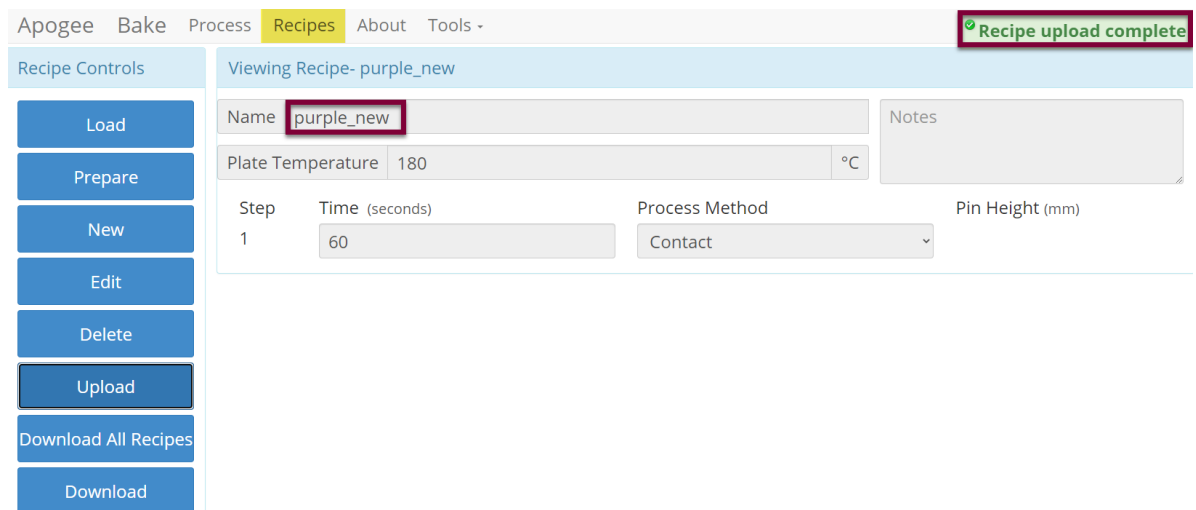 Apogee Bake Process Recipes About Tools
Recipe upload complete
Recipe Controls
Viewing Recipe- purple_new
Load
Prepare
New
Edit
Delete
Upload
Download All Recipes
Download
Name purple_new
Notes
Plate Temperature 180 °C
Step Time (seconds) Process Method Pin Height (mm)
1 60 Contact